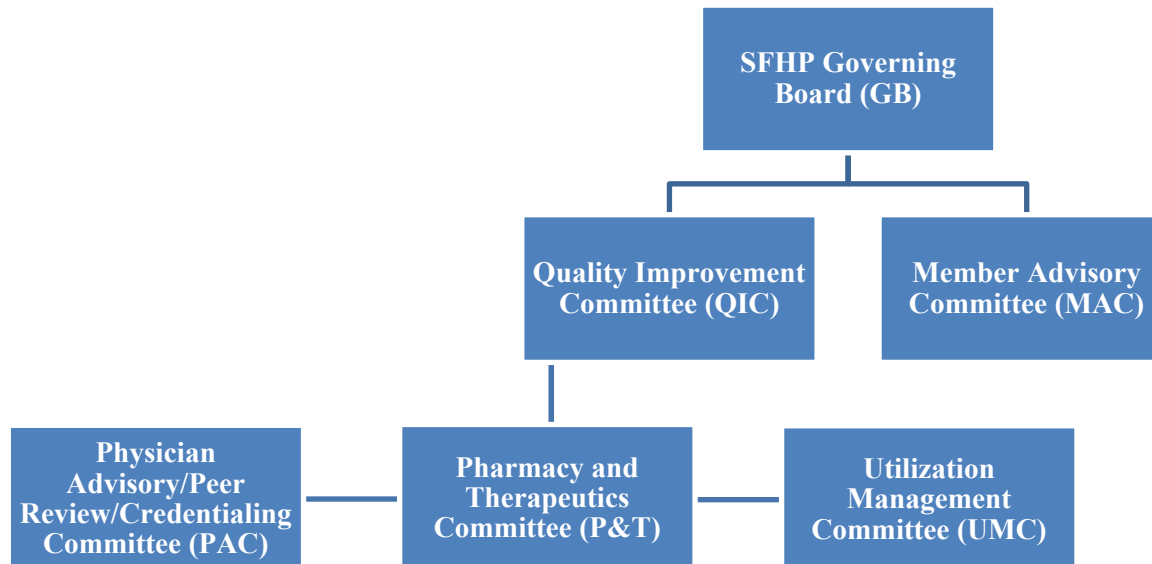 SFHP Governing
Board (GB)
Quality Improvement
Committee (QIC)
Member Advisory
Committee (MAC)
Physician
Advisory/Peer
Review/Credentialing
Committee (PAC)
Pharmacy and
Therapeutics
Committee (P&T)
Utilization
Management
Committee (UMC)